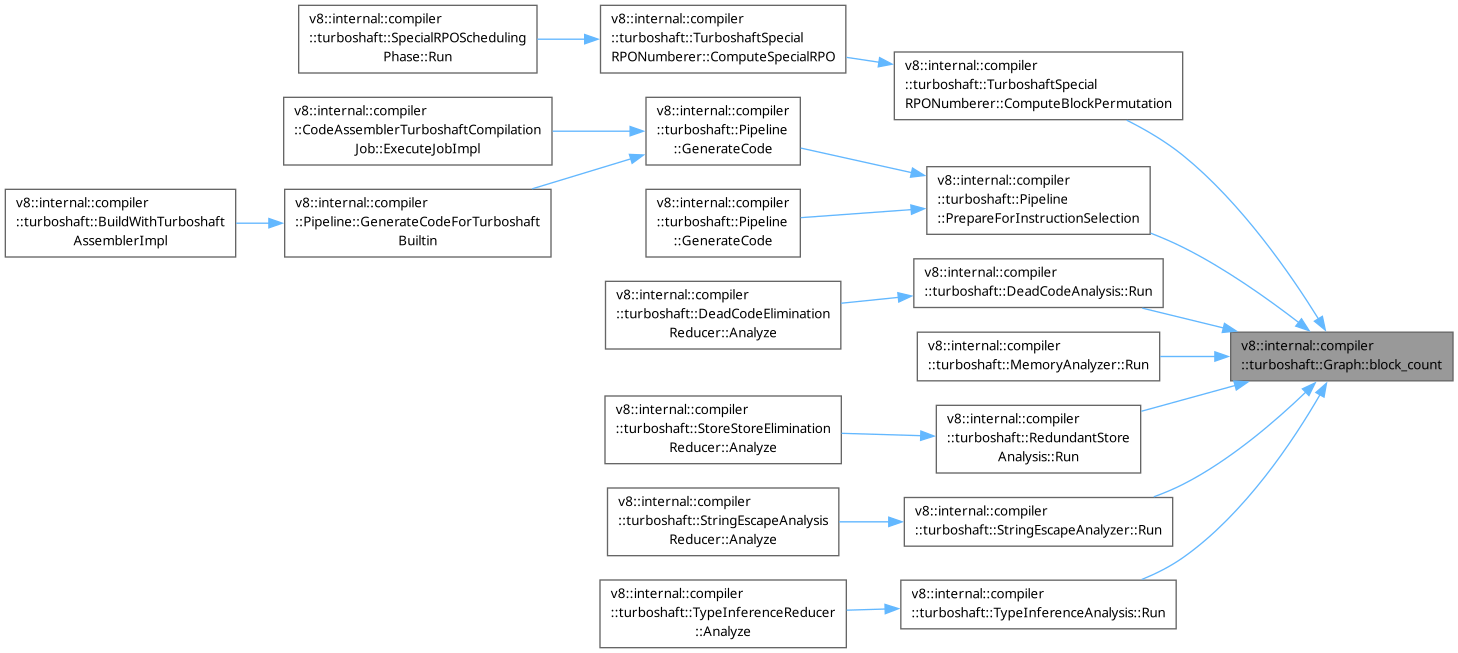 v8::internal::compiler
::turboshaft::SpecialRPOScheduling
Phase::Run
v8::internal::compiler
::turboshaft::TurboshaftSpecial
RPONumberer::ComputeSpecialRPO
v8::internal::compiler
::turboshaft::TurboshaftSpecial
RPONumberer::ComputeBlockPermutation
v8::internal::compiler
::CodeAssemblerTurboshaftCompilation
Job::ExecuteJobImpl
v8::internal::compiler
::turboshaft::Pipeline
::GenerateCode
v8::internal::compiler
::turboshaft::Pipeline
::PrepareForInstructionSelection
v8::internal::compiler
::turboshaft::BuildWithTurboshaft
AssemblerImpl
v8::internal::compiler
::Pipeline::GenerateCodeForTurboshaft
Builtin
v8::internal::compiler
::turboshaft::Pipeline
::GenerateCode
v8::internal::compiler
::turboshaft::DeadCodeAnalysis::Run
v8::internal::compiler
::turboshaft::DeadCodeElimination
Reducer::Analyze
v8::internal::compiler
::turboshaft::MemoryAnalyzer::Run
v8::internal::compiler
::turboshaft::Graph::block_count
v8::internal::compiler
::turboshaft::StoreStoreElimination
Reducer::Analyze
v8::internal::compiler
::turboshaft::RedundantStore
Analysis::Run
v8::internal::compiler
::turboshaft::StringEscapeAnalysis
Reducer::Analyze
v8::internal::compiler
::turboshaft::StringEscapeAnalyzer::Run
v8::internal::compiler
::turboshaft::TypeInferenceReducer
::Analyze
v8::internal::compiler
::turboshaft::TypeInferenceAnalysis::Run